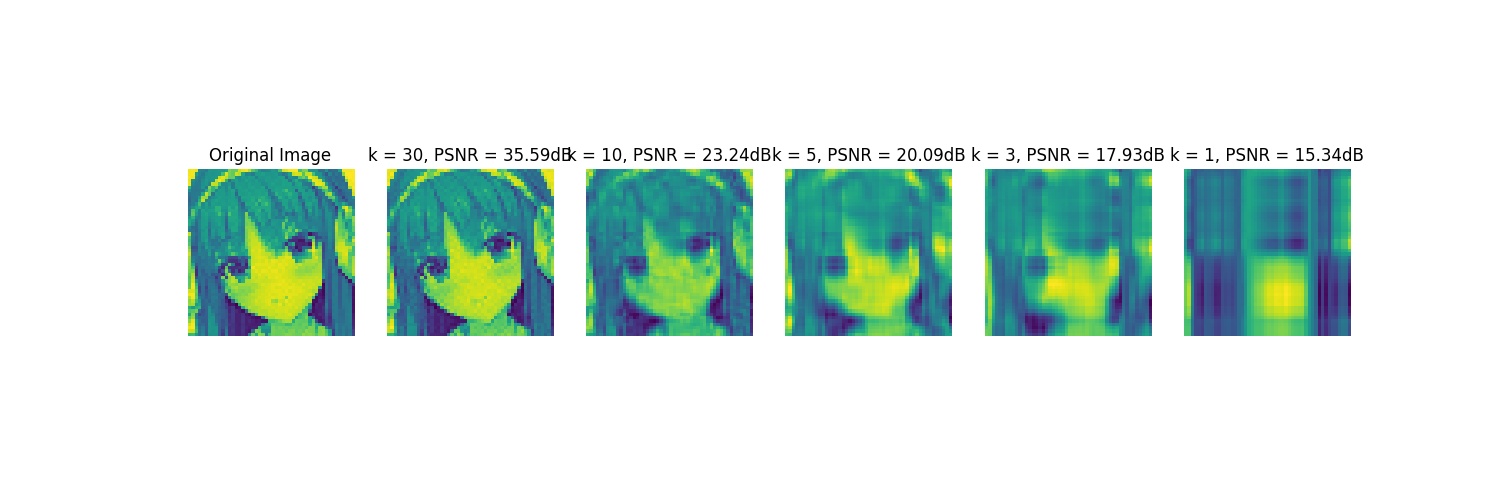 Original Image
k = 30, PSNR = 35.59dB
k = 10, PSNR = 23.24dB
k = 5, PSNR = 20.09dB
k = 3, PSNR = 17.93dB
k = 1, PSNR = 15.34dB